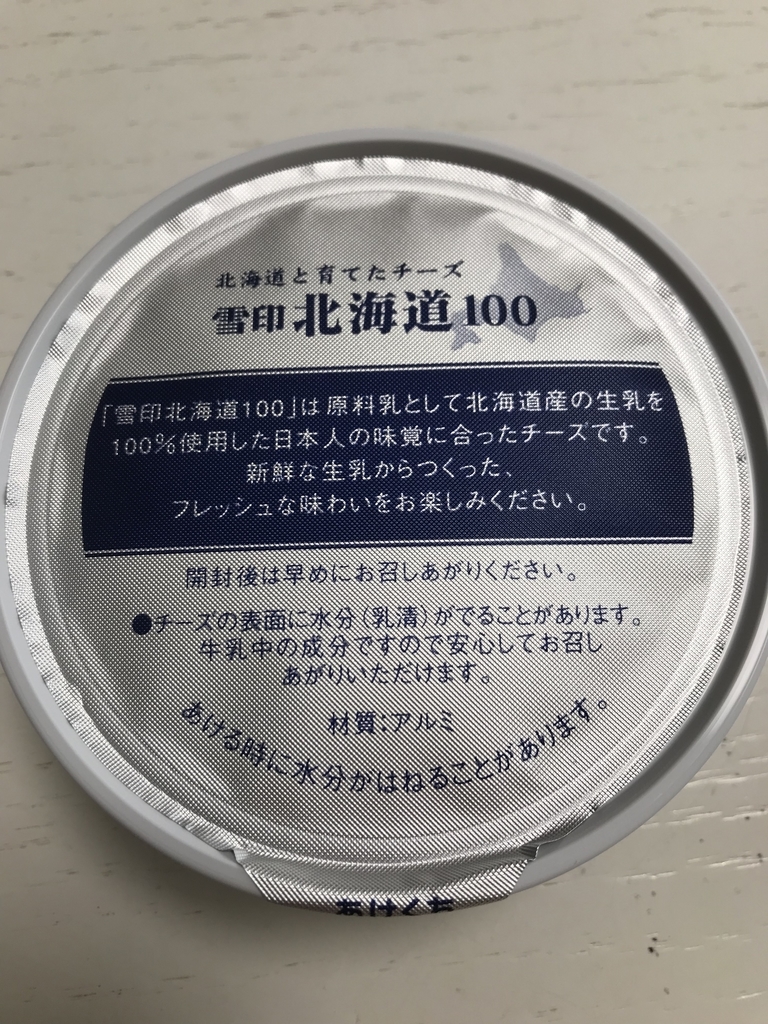 北海道と育てたチーズ
雪印 北海道100
「雪印北海道100」は原料乳として北海道産の生乳を
100%使用した日本人の味覚に合ったチーズです。
新鮮な生乳からつくった、
フレッシュな味わいをお楽しみください。
開封後は早めにお召しあがりください。
●チーズの表面に水分(乳清)がでることがあります。
牛乳中の成分ですので安心してお召し
あがりいただけます。
材質:アルミ
あける時に水分がはねることがあります。
あけくち